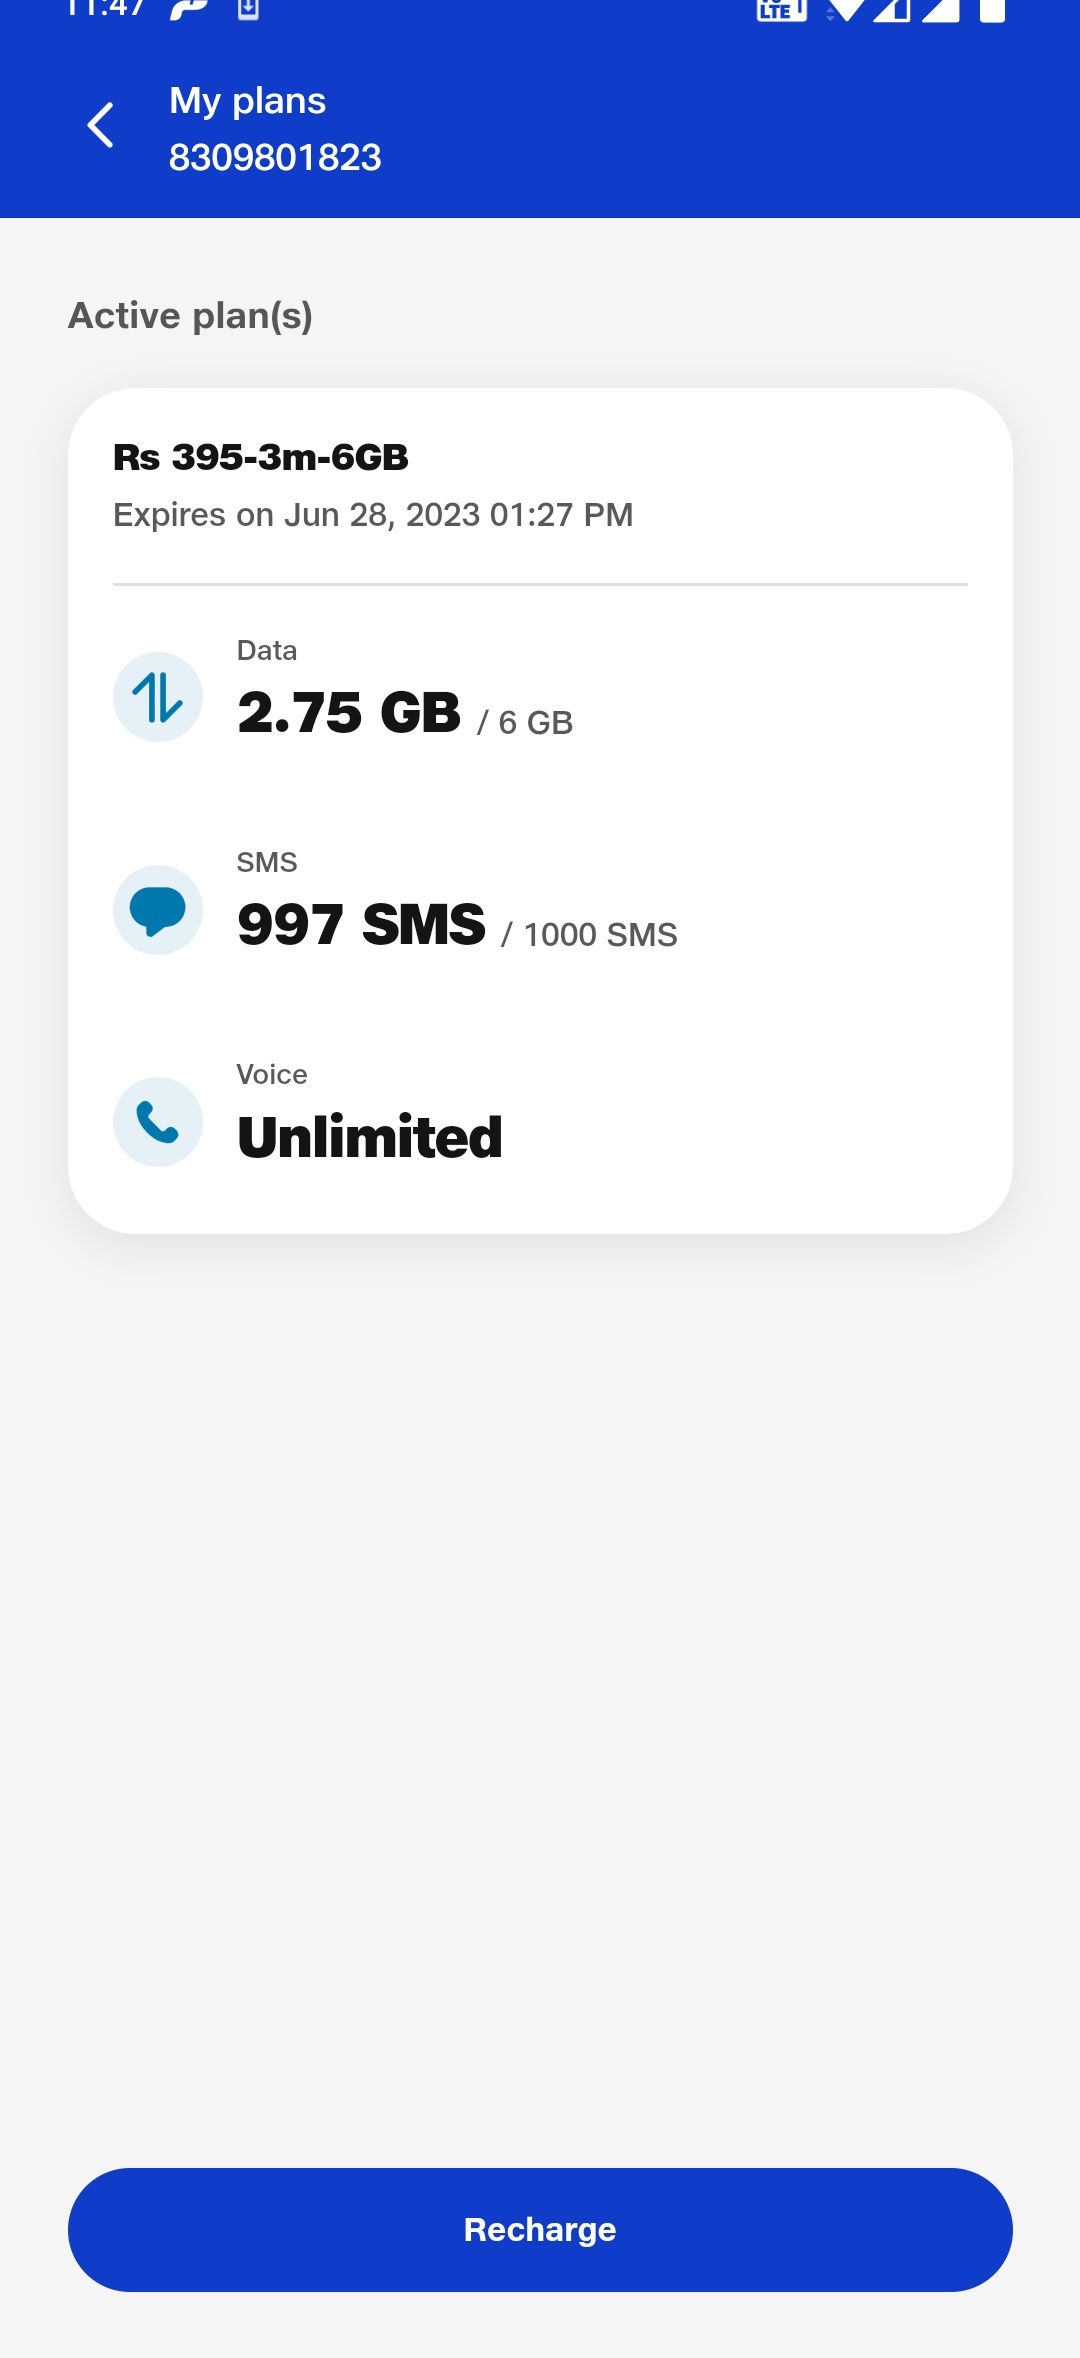 11:47
LTE
My plans
8309801823
Active plan(s)
Rs 395-3m-6GB
Expires on Jun 28, 2023 01:27 PM
Data
2.75 GB / 6 GB
SMS
997 SMS / 1000 SMS
Voice
Unlimited
Recharge